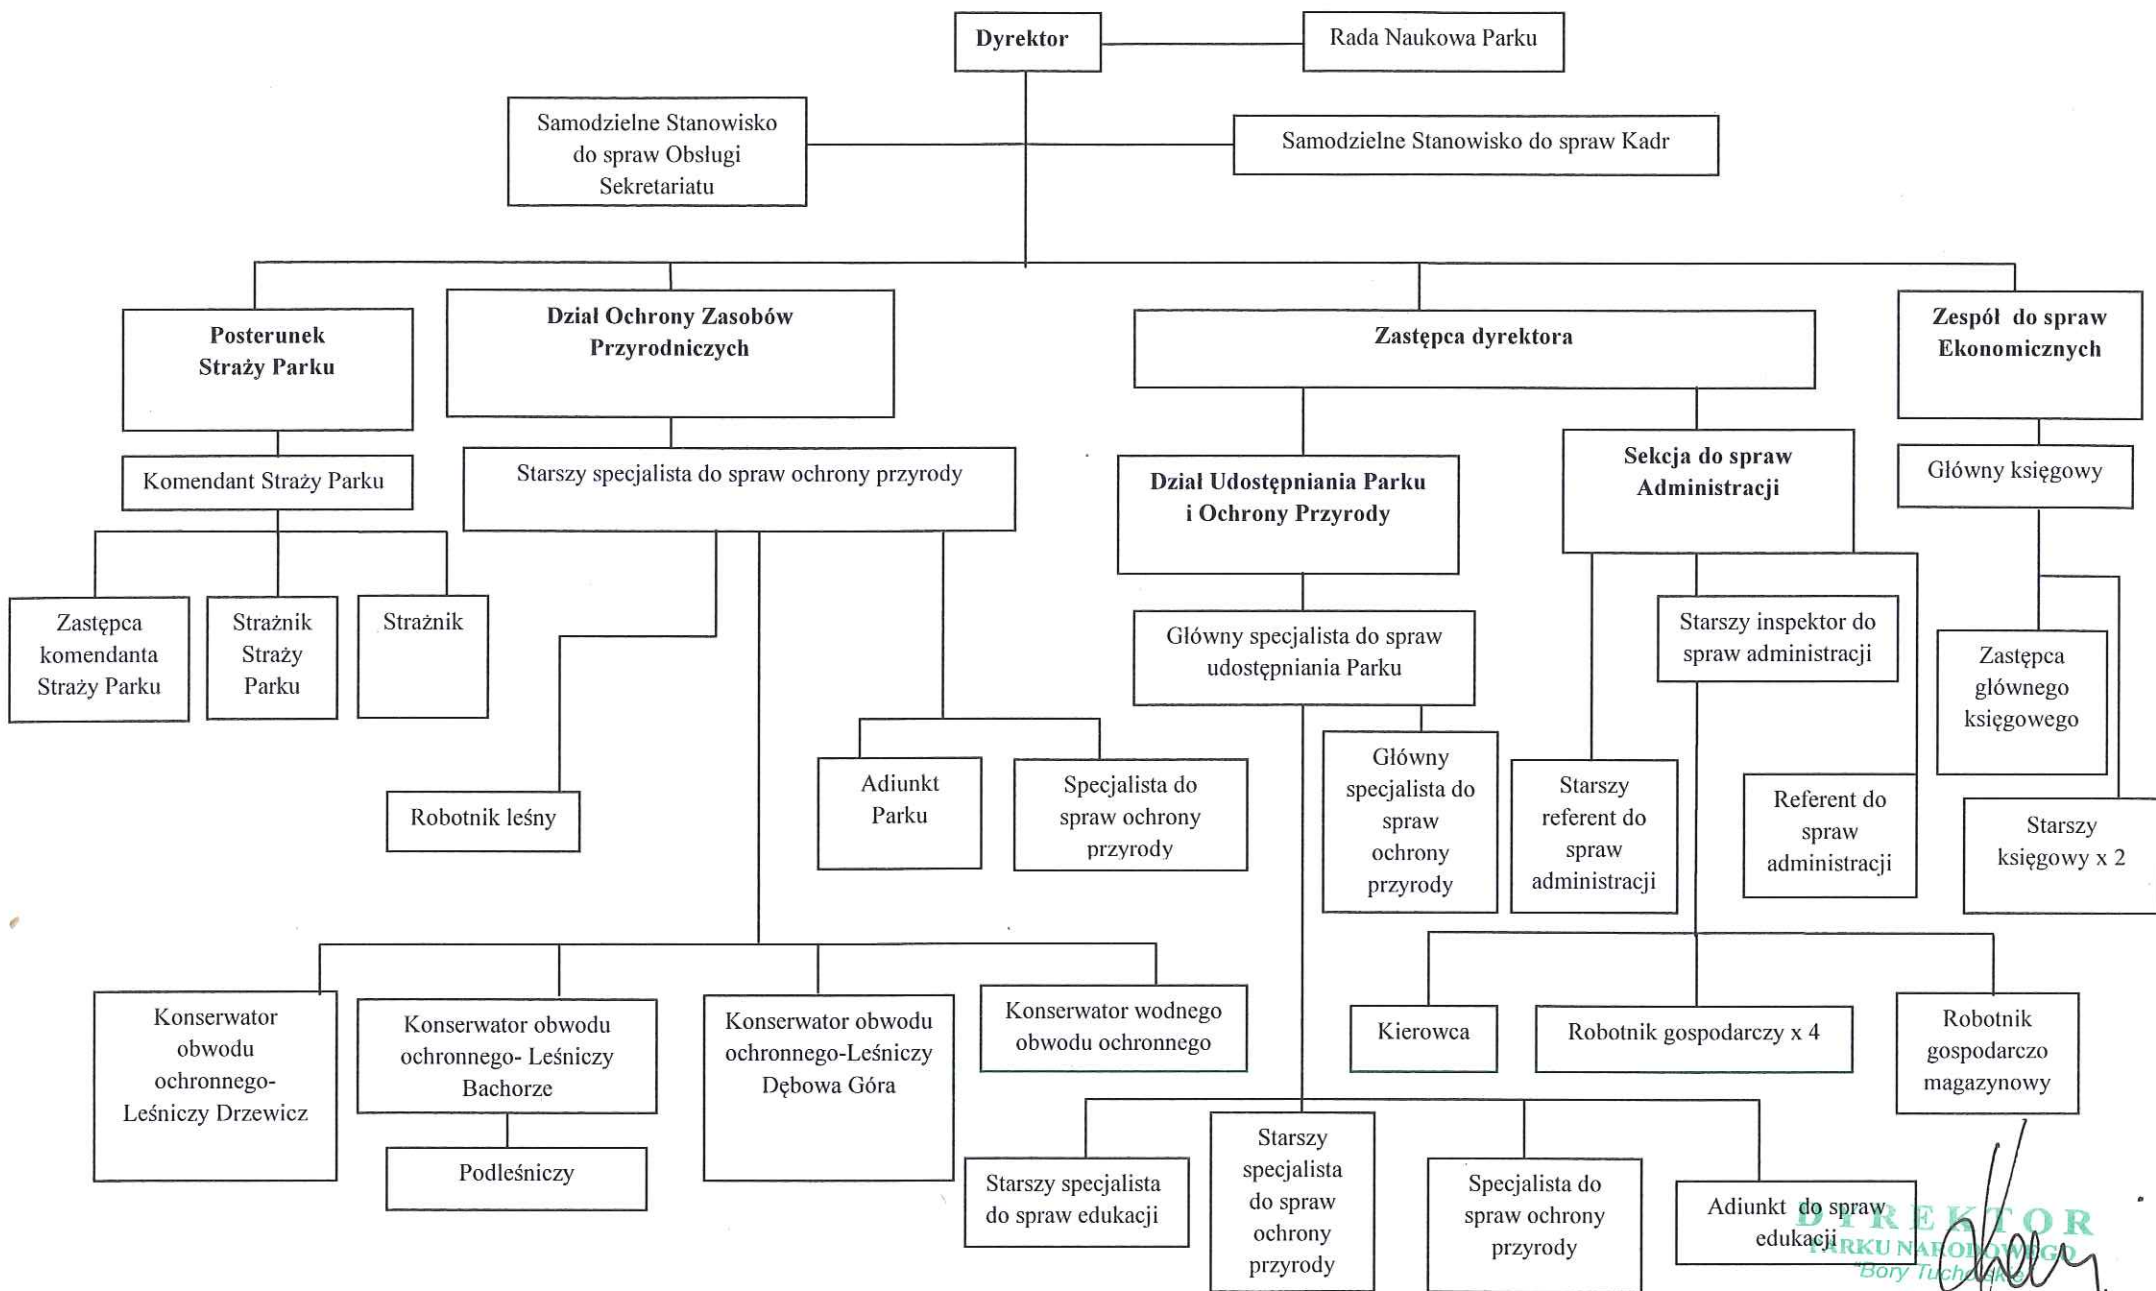 Dyrektor
Rada Naukowa Parku
Samodzielne Stanowisko
do spraw Obsługi
Sekretariatu
Samodzielne Stanowisko do spraw Kadr
Posterunek
Straży Parku
Dział Ochrony Zasobów
Przyrodniczych
Zastępca dyrektora
Zespół do spraw
Ekonomicznych
Komendant Straży Parku
Starszy specjalista do spraw ochrony przyrody
Dział Udostępniania Parku
i Ochrony Przyrody
Sekcja do spraw
Administracji
Główny księgowy
Zastępca
komendanta
Straży Parku
Strażnik
Straży
Parku
Strażnik
Główny specjalista do spraw
udostępniania Parku
Starszy inspektor do
spraw administracji
Zastępca
głównego
księgowego
Robotnik leśny
Adiunkt
Parku
Specjalista do
spraw ochrony
przyrody
Główny
specjalista do
spraw
ochrony
przyrody
Starszy
referent do
spraw
administracji
Referent do
spraw
administracji
Starszy
księgowy x 2
Konserwator
obwodu
ochronnego-
Leśniczy Drzewicz
Konserwator obwodu
ochronnego- Leśniczy
Bachorze
Konserwator obwodu
ochronnego-Leśniczy
Dębowa Góra
Konserwator wodnego
obwodu ochronnego
Kierowca
Robotnik gospodarczy x 4
Robotnik
gospodarczo
magazynowy
Podleśniczy
Starszy specjalista
do spraw edukacji
Starszy
specjalista
do spraw
ochrony
przyrody
Specjalista do
spraw ochrony
przyrody
Adiunkt do spraw
edukacji
DYREKTOR
PARKU NARODOWEGO
"Bory Tucholskie"